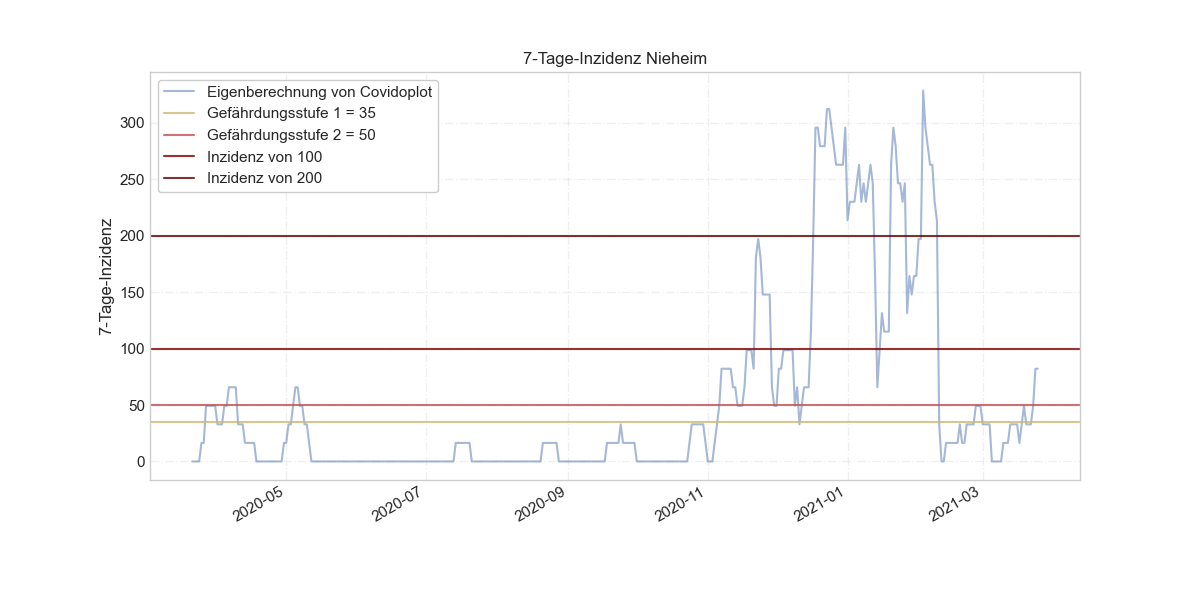 7-Tage-Inzidenz Nieheim
Eigenberechnung von Covidoplot
Gefährdungsstufe 1 = 35
Gefährdungsstufe 2 = 50
Inzidenz von 100
Inzidenz von 200
7-Tage-Inzidenz
300
250
200
150
100
50
0
2020-05
2020-07
2020-09
2020-11
2021-01
2021-03